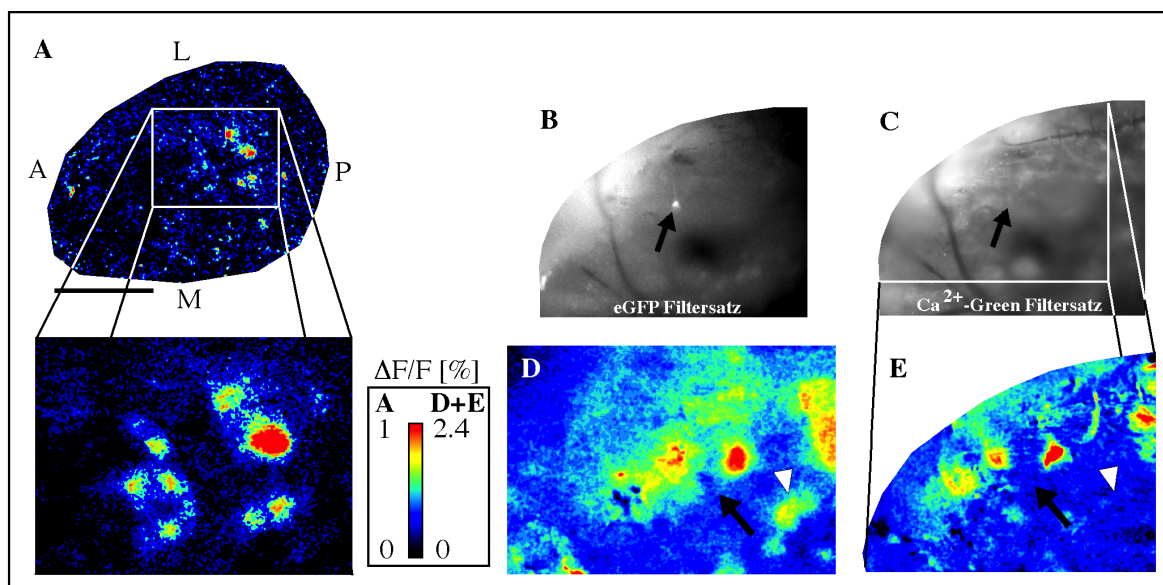 A
L
A
P
M
B
eGFP Filtersatz
C
Ca2+-Green Filtersatz
ΔF/F [%]
A D+E
1 2.4
0 0
D
E